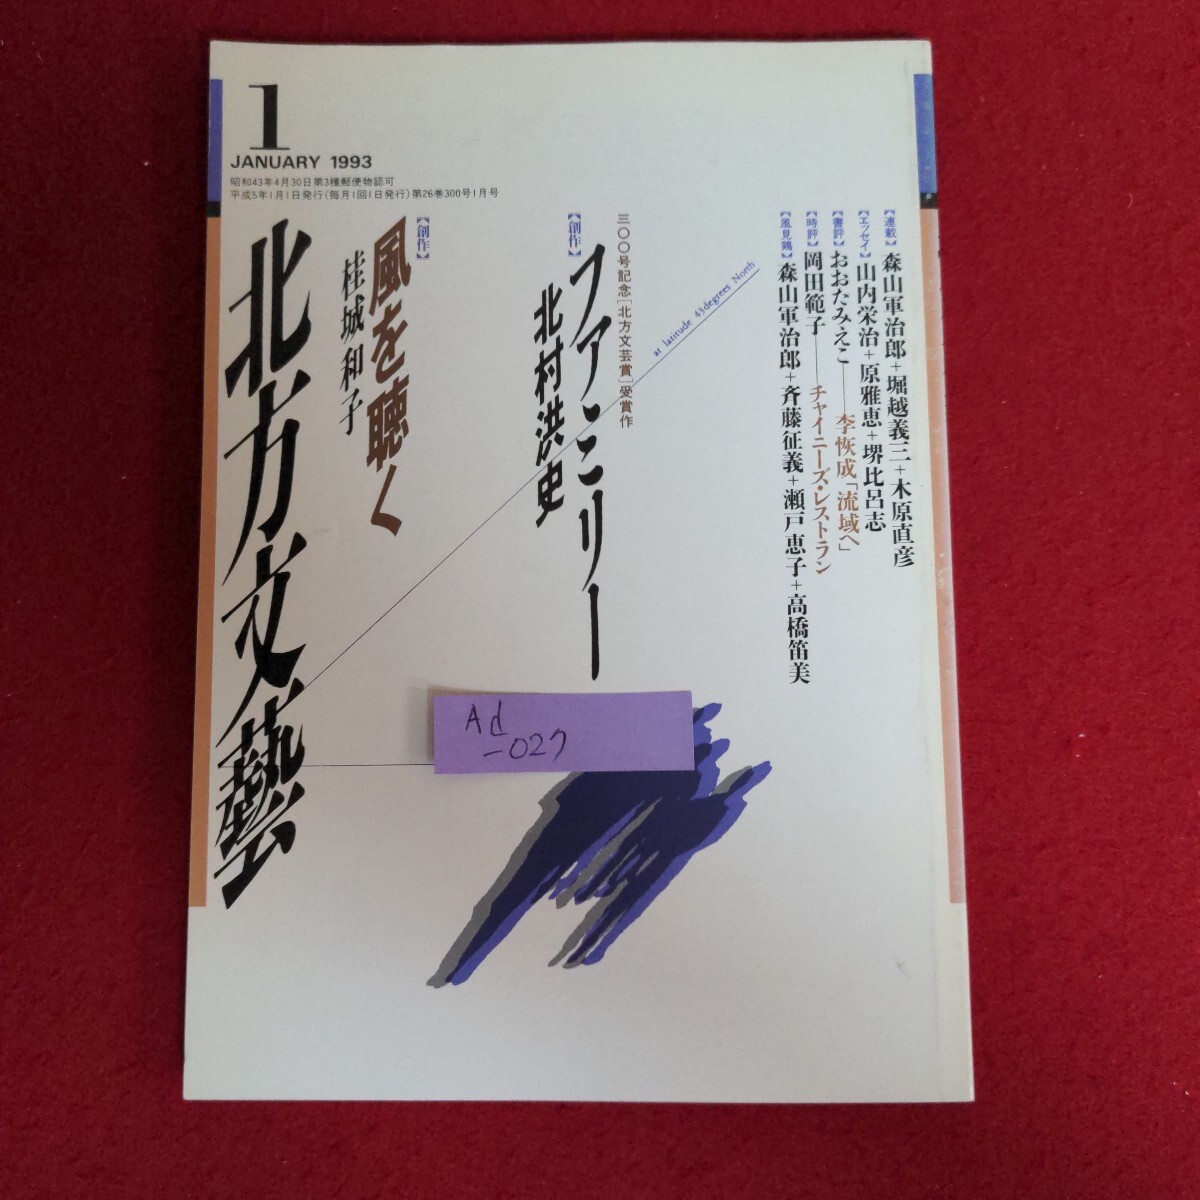 1
JANUARY 1993
昭和43年4月30日第3種郵便物認可
平成5年1月1日発行(毎月1回1日発行)第26巻300号1月号
【連載】森山軍治郎+堀越義三+木原直彦
【エッセイ】山内栄治+原雅恵+堺比呂志
【書評】おおたみえこ——李恢成「流域へ」
【時評】岡田範子——チャイニーズ・レストラン
【風見鶏】森山軍治郎+斉藤征義+瀬戸恵子+高橋笛美
at latitude 43degrees North
三〇〇号記念[北方文芸賞]受賞作
【創作】ファミリー
北村洪史
【創作】
風を聴く
桂城和子
北方文藝
Ad
-027